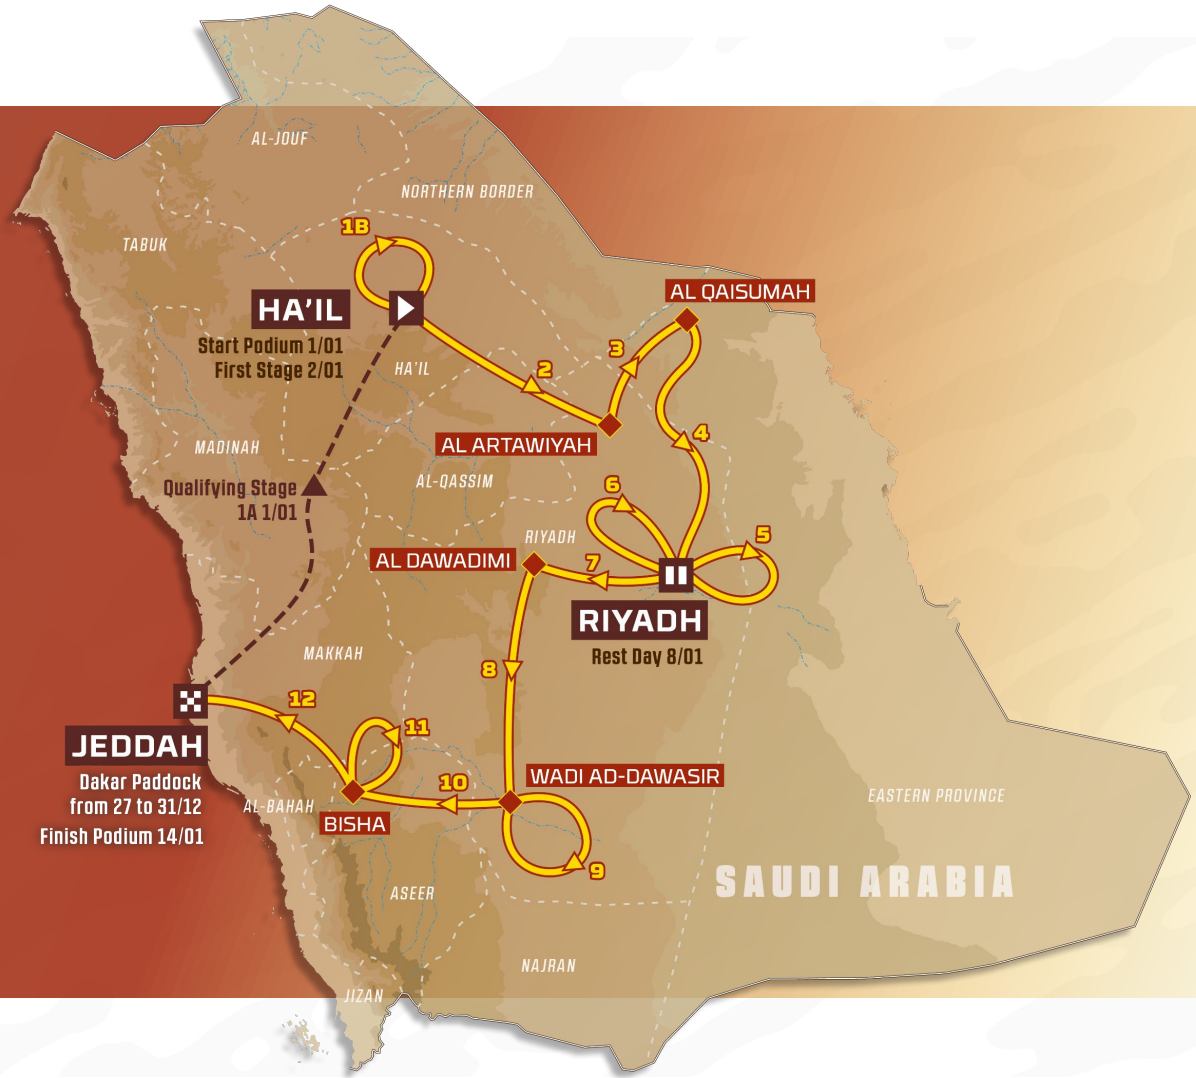 AL-JOUF
NORTHERN BORDER
1B
TABUK
AL QAISUMAH
HA'IL
Start Podium 1/01
First Stage 2/01
3
HA'IL
2
4
AL ARTAWIYAH
MADINAH
AL-QASSIM
Qualifying Stage
1A 1/01
6
RIYADH
5
AL DAWADIMI
7
RIYADH
Rest Day 8/01
MAKKAH
8
12
11
JEDDAH
Dakar Paddock
from 27 to 31/12
Finish Podium 14/01
10
WADI AD-DAWASIR
AL-BAHAH
BISHA
EASTERN PROVINCE
9
SAUDI ARABIA
ASEER
NAJRAN
JIZAN